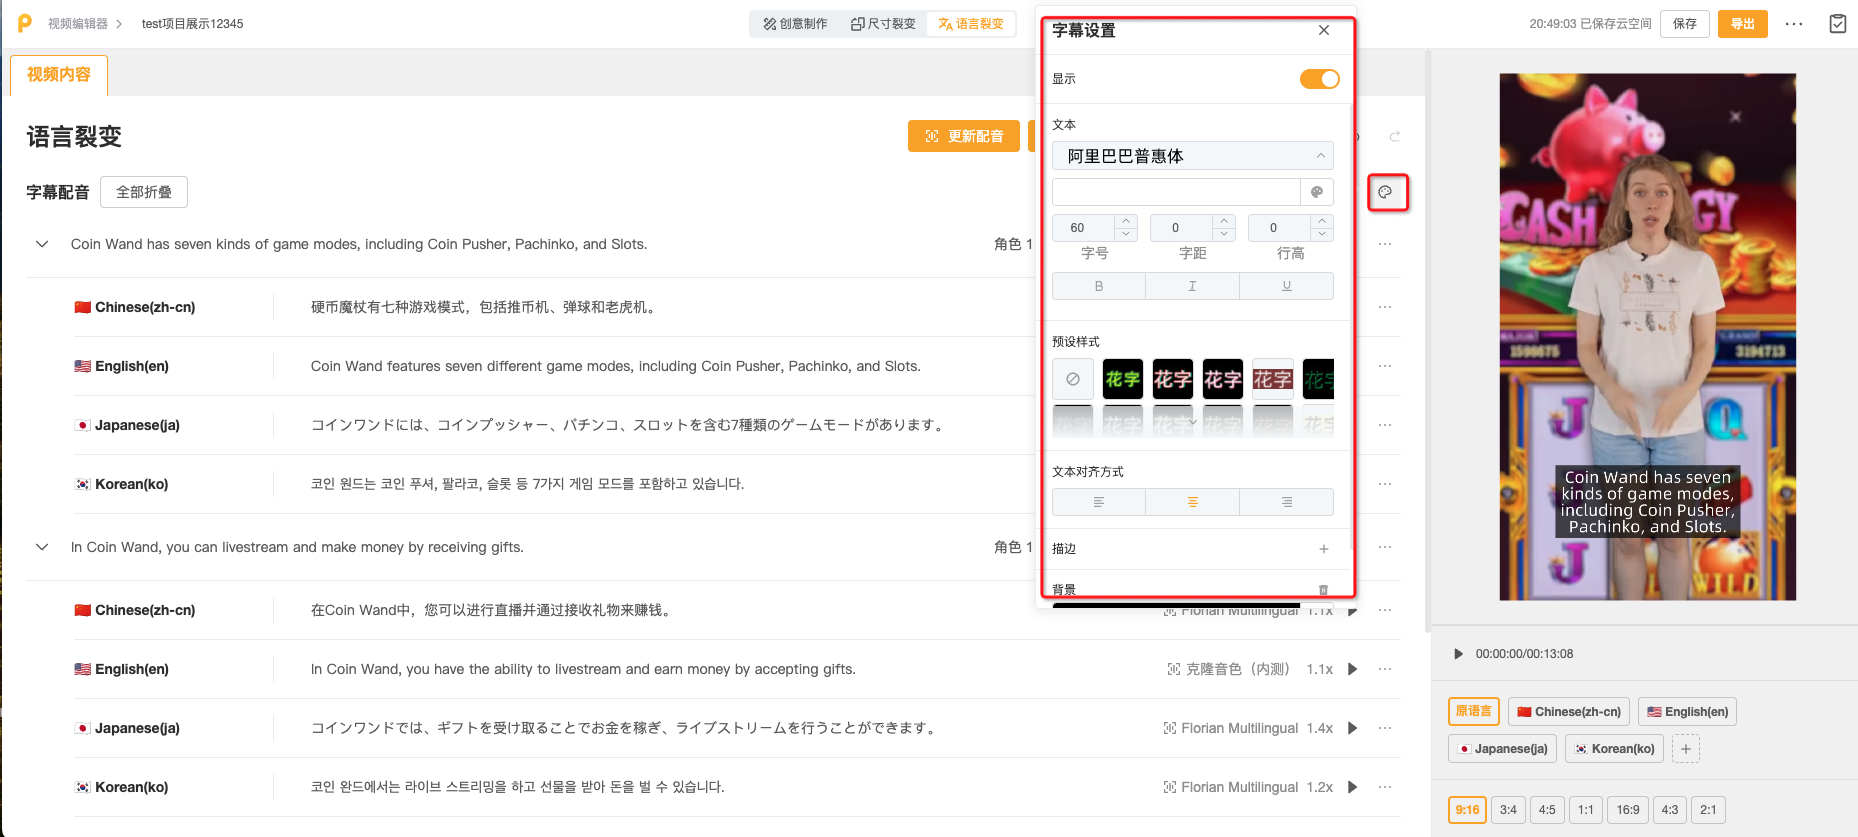 视频编辑器
test项目展示12345
创意制作
尺寸裂变
语言裂变
20:49:03 已保存云空间
保存
导出
视频内容
语言裂变
更新配音
字幕配音
全部折叠
Coin Wand has seven kinds of game modes, including Coin Pusher, Pachinko, and Slots.
角色 1
Chinese(zh-cn)
硬币魔杖有七种游戏模式，包括推币机、弹球和老虎机。
English(en)
Coin Wand features seven different game modes, including Coin Pusher, Pachinko, and Slots.
Japanese(ja)
コインワンドには、コインプッシャー、パチンコ、スロットを含む7種類のゲームモードがあります。
Korean(ko)
코인 원드는 코인 푸셔, 팔라코, 슬롯 등 7가지 게임 모드를 포함하고 있습니다.
In Coin Wand, you can livestream and make money by receiving gifts.
角色 1
Chinese(zh-cn)
在Coin Wand中，您可以进行直播并通过接收礼物来赚钱。
Florian Multilingual 1.1x
English(en)
In Coin Wand, you have the ability to livestream and earn money by accepting gifts.
克隆音色（内测） 1.1x
Japanese(ja)
コインワンドでは、ギフトを受け取ることでお金を稼ぎ、ライブストリームを行うことができます。
Florian Multilingual 1.4x
Korean(ko)
코인 완드에서는 라이브 스트리밍을 하고 선물을 받아 돈을 벌 수 있습니다.
Florian Multilingual 1.2x
字幕设置
显示
文本
阿里巴巴普惠体
60
0
0
字号
字距
行高
B
I
U
预设样式
花字
花字
花字
花字
花字
花字
花字
花字
花字
文本对齐方式
描边
背景
Coin Wand has seven
kinds of game modes,
including Coin Pusher,
Pachinko, and Slots.
00:00:00/00:13:08
原语言
Chinese(zh-cn)
English(en)
Japanese(ja)
Korean(ko)
9:16
3:4
4:5
1:1
16:9
4:3
2:1